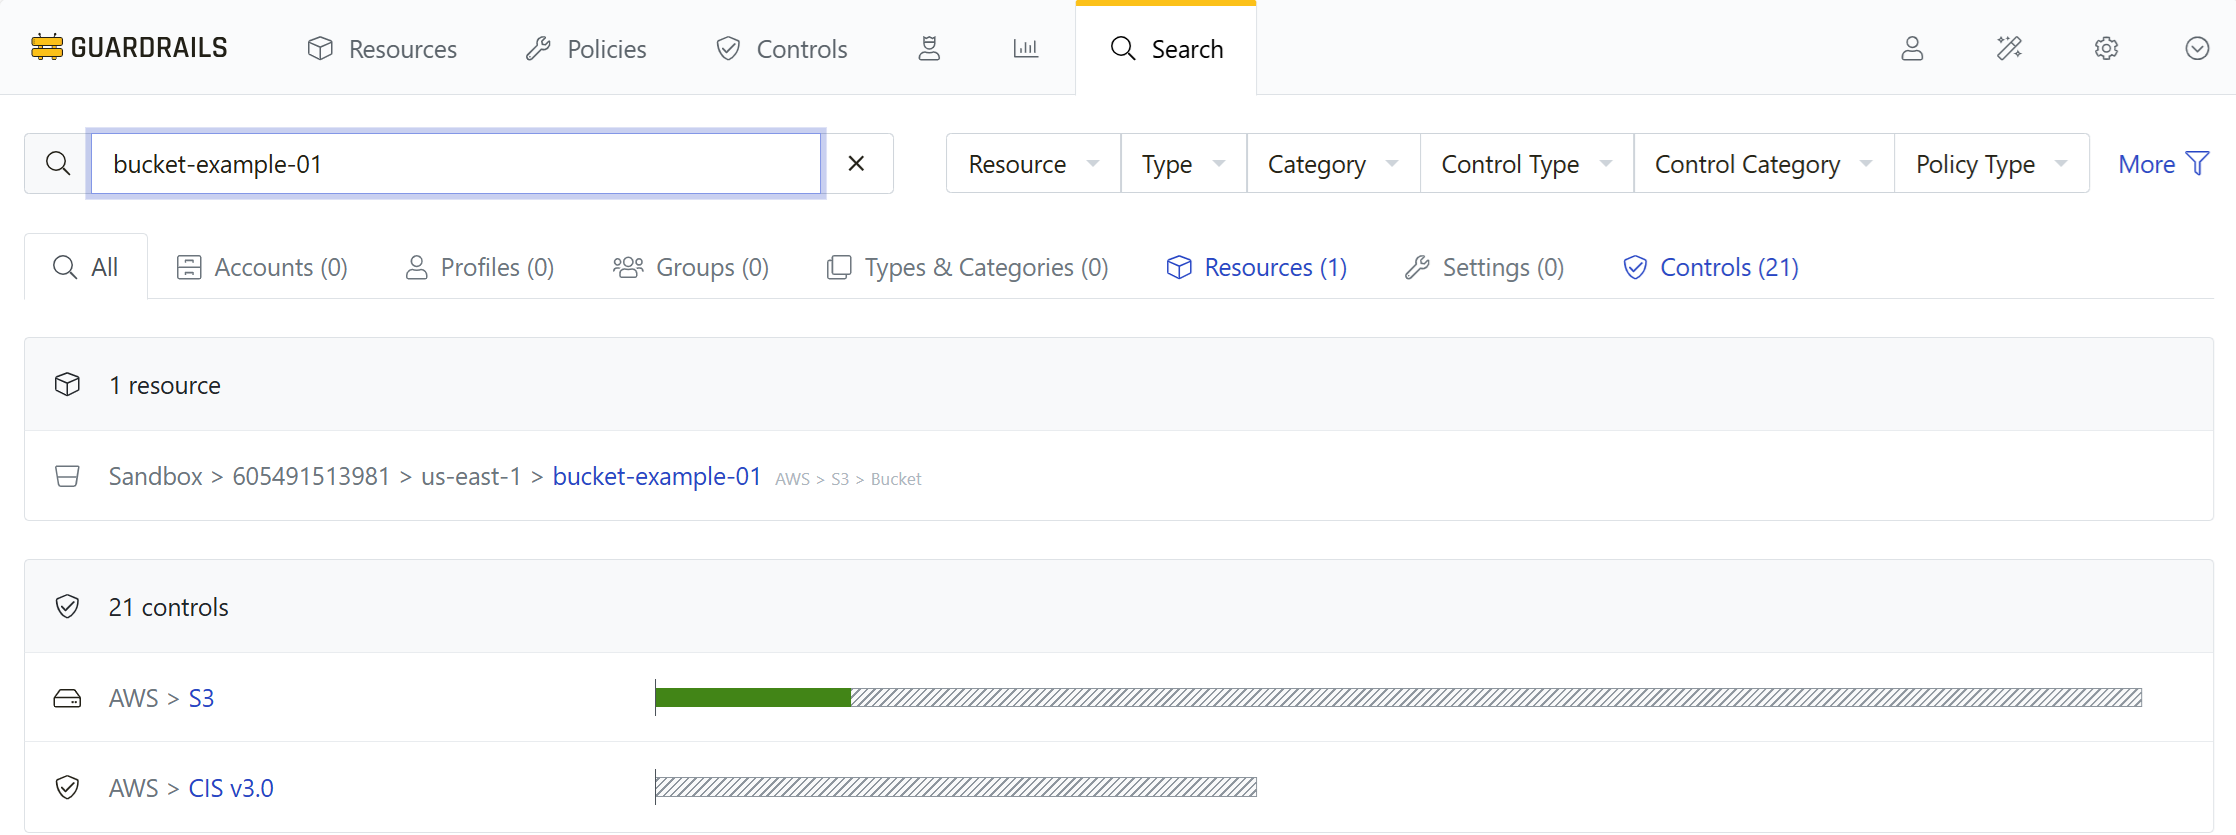 GUARDRAILS Resources Policies Controls Search
bucket-example-01 Resource Type Category Control Type Control Category Policy Type More
All Accounts (0) Profiles (0) Groups (0) Types & Categories (0) Resources (1) Settings (0) Controls (21)
1 resource
Sandbox > 605491513981 > us-east-1 > bucket-example-01 AWS > S3 > Bucket
21 controls
AWS > S3
AWS > CIS v3.0